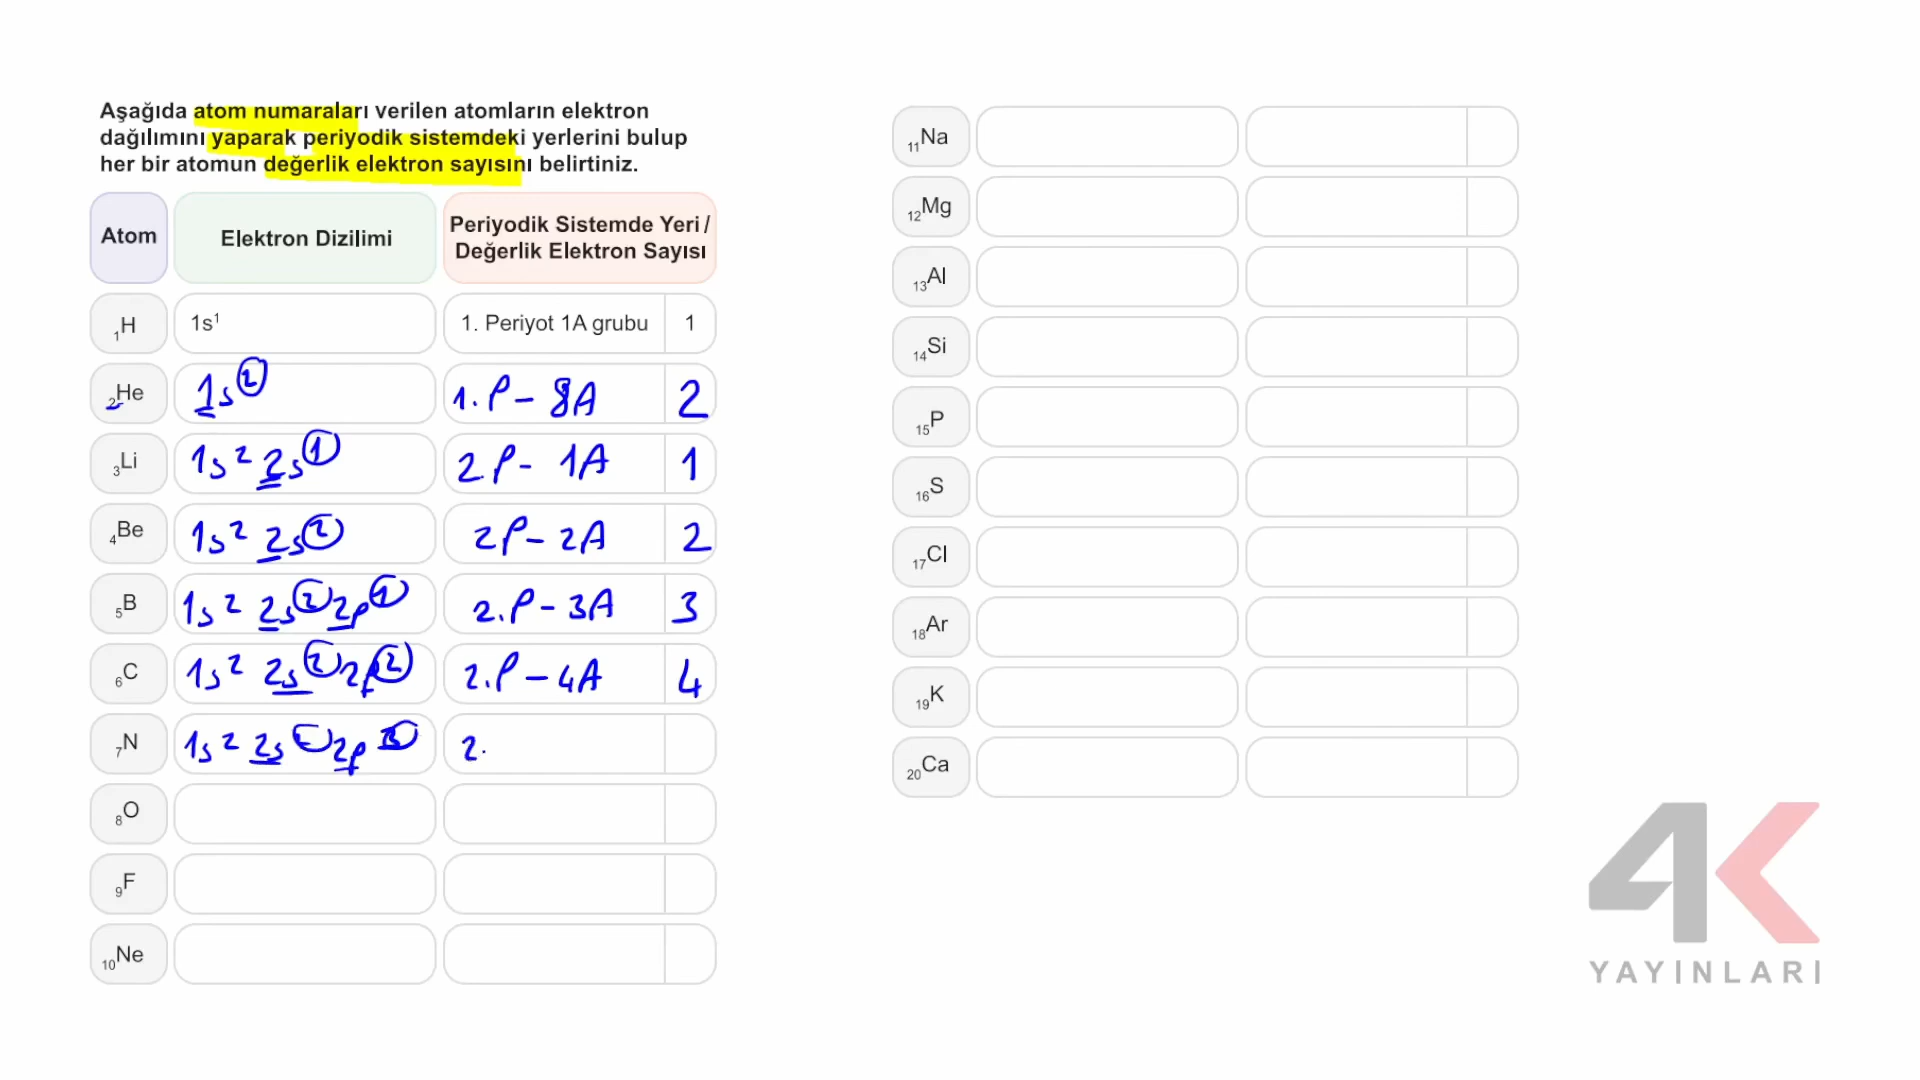 Aşağıda atom numaraları verilen atomların elektron
dağılımını yaparak periyodik sistemdeki yerlerini bulup
her bir atomun değerlik elektron sayısını belirtiniz.
Atom Elektron Dizilimi Periyodik Sistemde Yeri / Değerlik Elektron Sayısı
₁H 1s¹ 1. Periyot 1A grubu 1
₂He 1s² 1.P - 8A 2
₃Li 1s² 2s¹ 2.P - 1A 1
₄Be 1s² 2s² 2P - 2A 2
₅B 1s² 2s² 2p¹ 2.P - 3A 3
₆C 1s² 2s² 2p² 2.P - 4A 4
₇N 1s² 2s 2p³ 2.
₈O
₉F
₁₀Ne
₁₁Na
₁₂Mg
₁₃Al
₁₄Si
₁₅P
₁₆S
₁₇Cl
₁₈Ar
₁₉K
₂₀Ca
4K
YAYINLARI